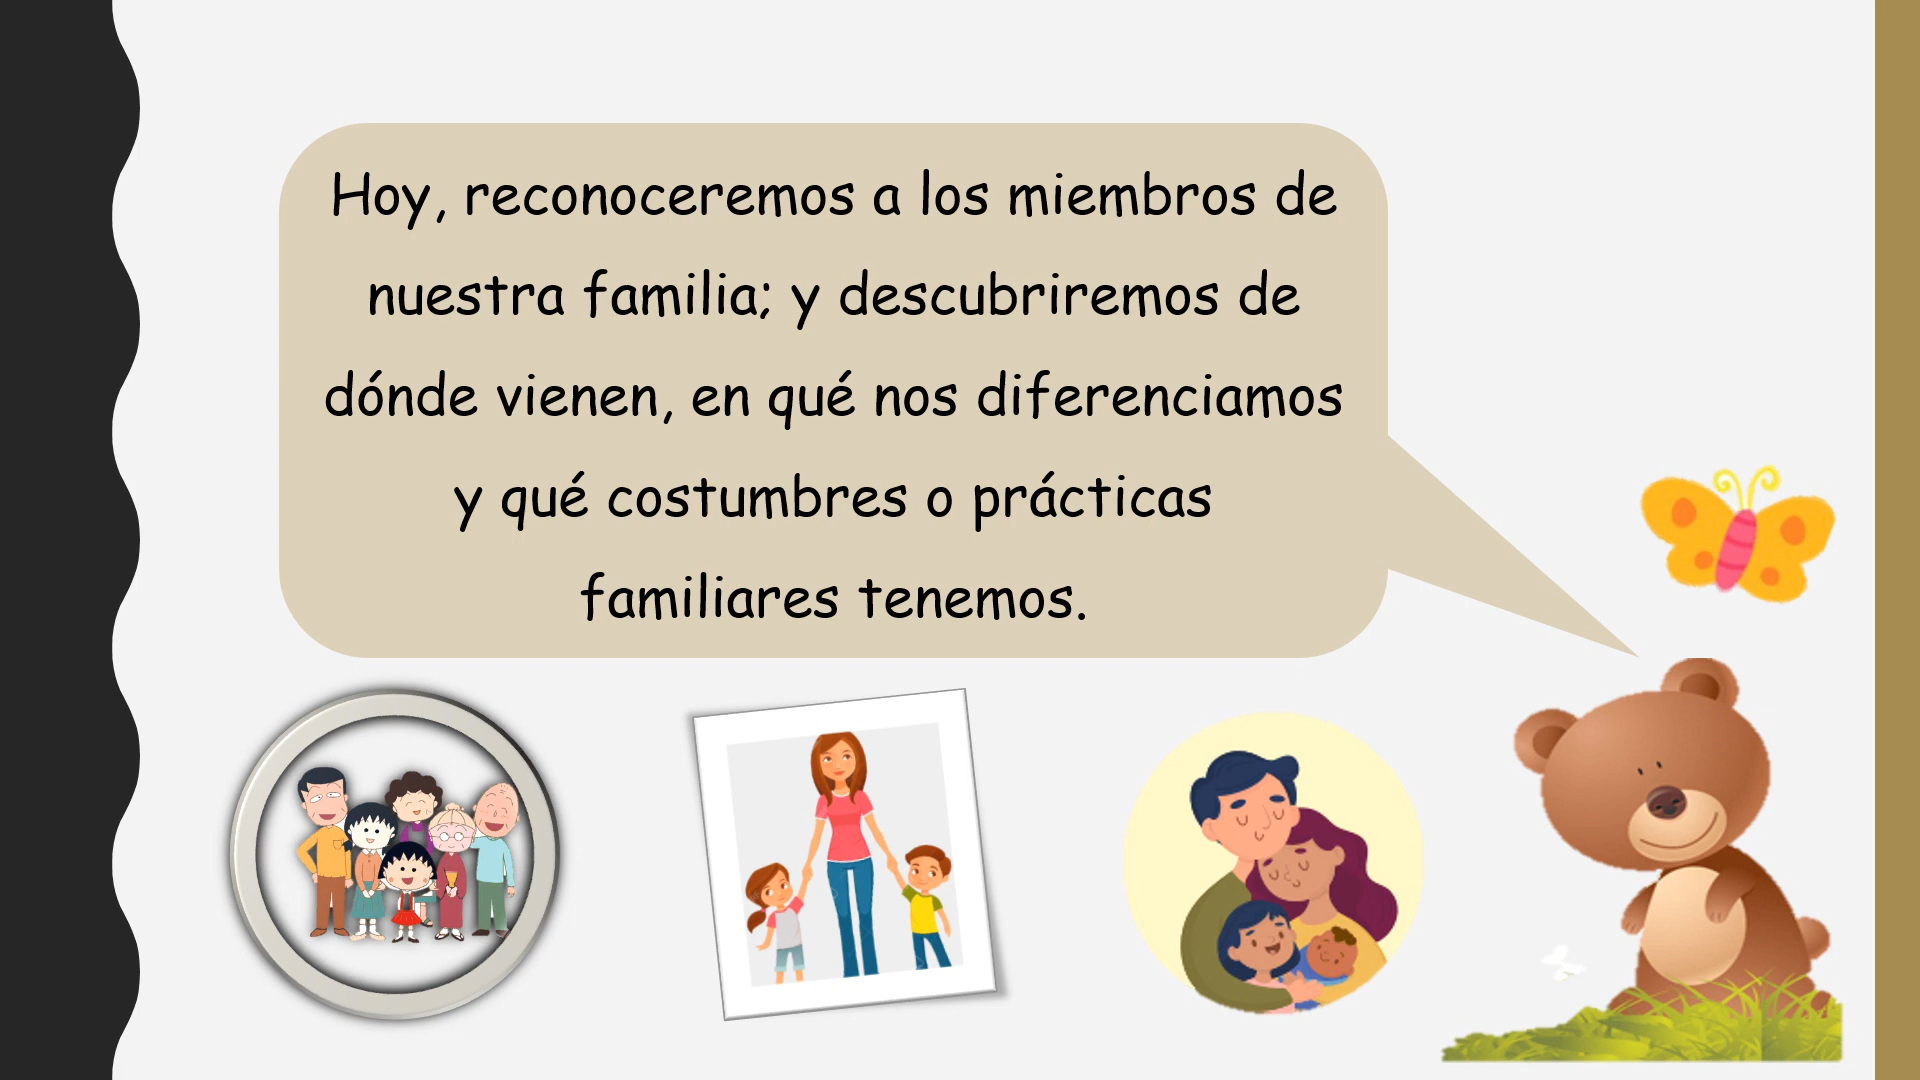 Hoy, reconoceremos a los miembros de
nuestra familia; y descubriremos de
dónde vienen, en qué nos diferenciamos
y qué costumbres o prácticas
familiares tenemos.